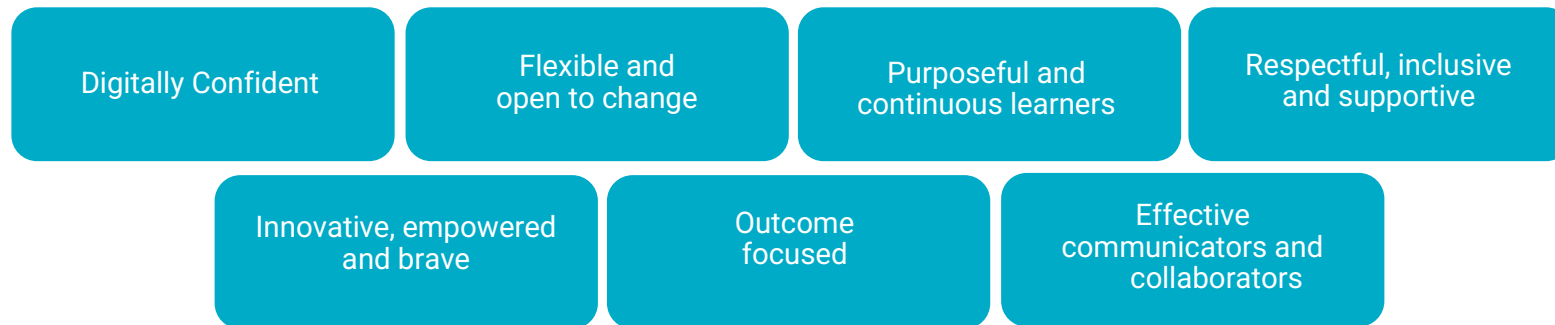 Digitally Confident
Flexible and
open to change
Purposeful and
continuous learners
Respectful, inclusive
and supportive
Innovative, empowered
and brave
Outcome
focused
Effective
communicators and
collaborators